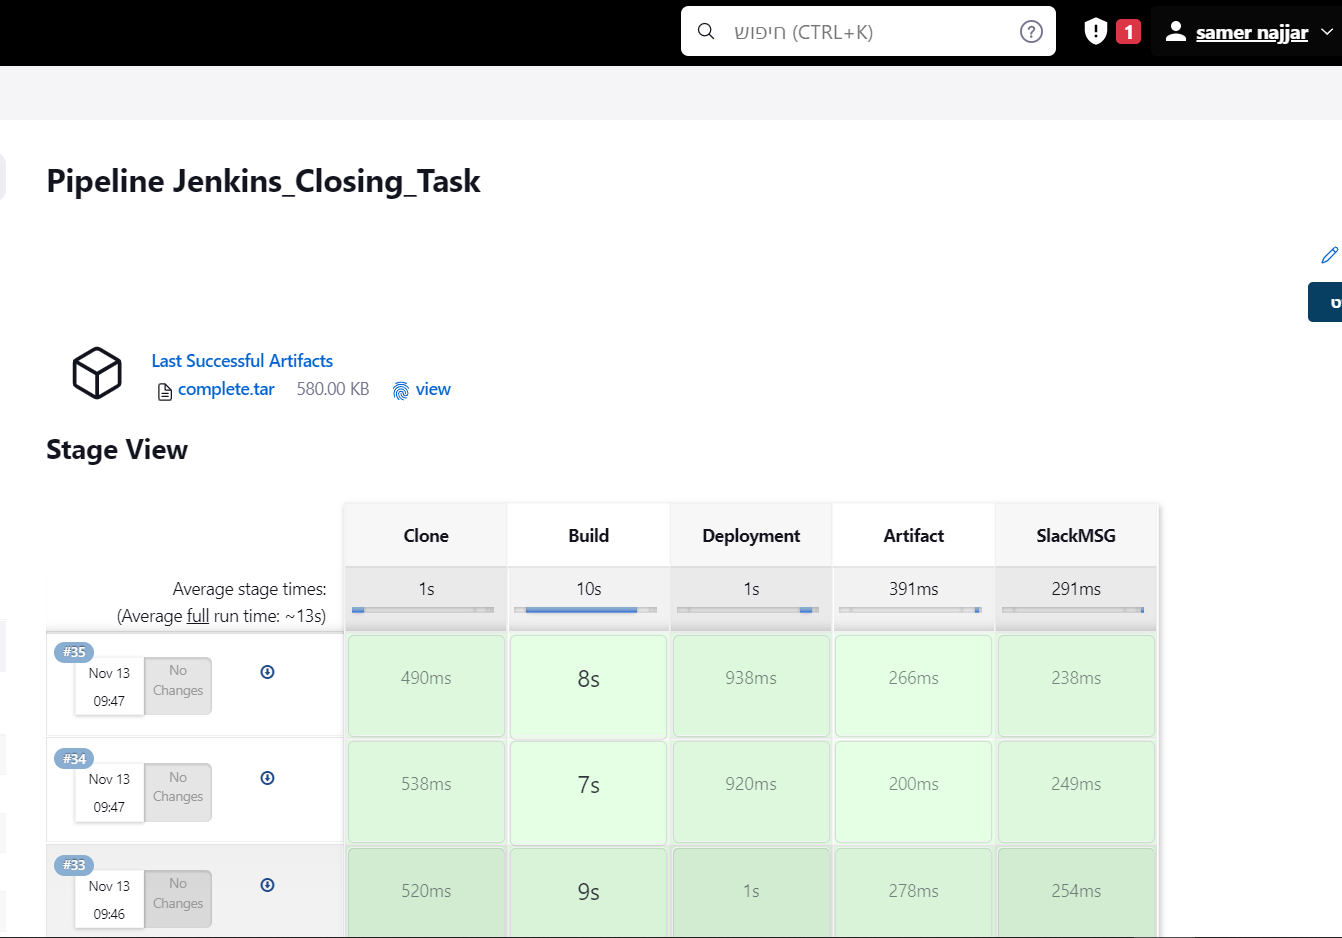 חיפוש (CTRL+K)
1
samer najjar
Pipeline Jenkins_Closing_Task
Last Successful Artifacts
complete.tar 580.00 KB view
Stage View
Clone Build Deployment Artifact SlackMSG
Average stage times: 1s 10s 1s 391ms 291ms
(Average full run time: ~13s)
#35
Nov 13 09:47 No Changes 490ms 8s 938ms 266ms 238ms
#34
Nov 13 09:47 No Changes 538ms 7s 920ms 200ms 249ms
#33
Nov 13 09:46 No Changes 520ms 9s 1s 278ms 254ms